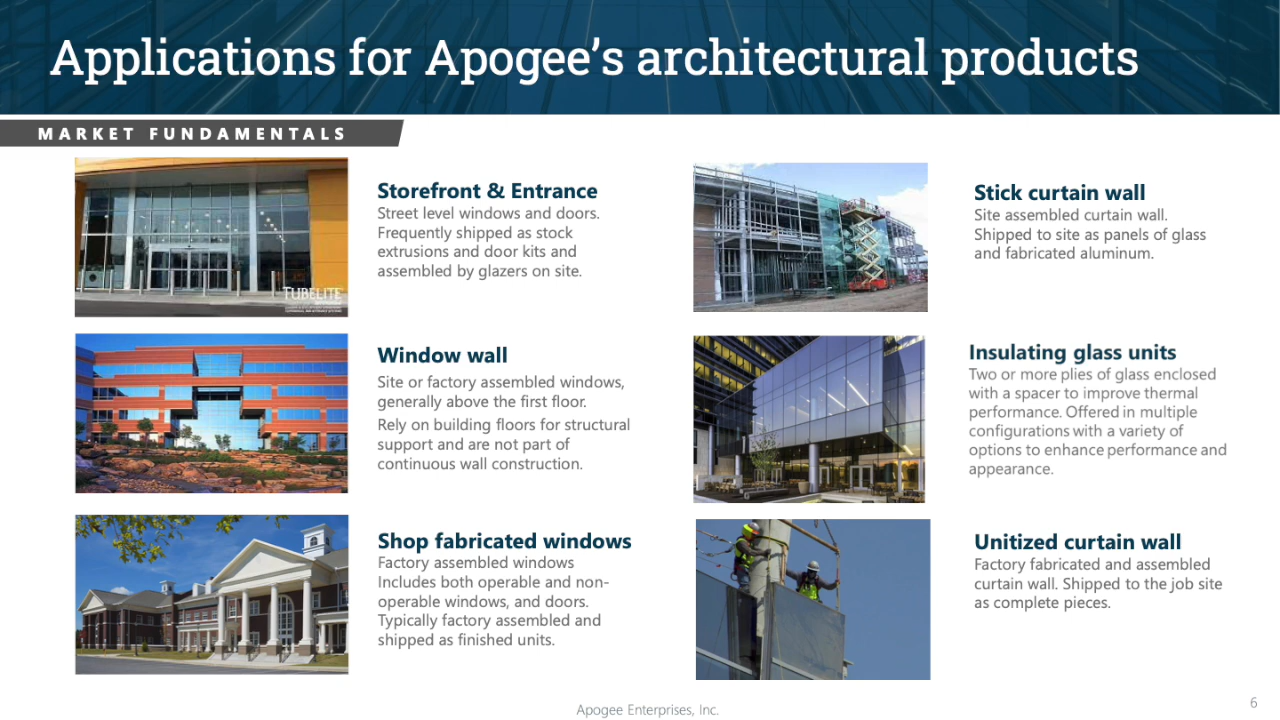 Applications for Apogee's architectural products
MARKET FUNDAMENTALS
Storefront & Entrance
Street level windows and doors.
Frequently shipped as stock
extrusions and door kits and
assembled by glazers on site.
TUBELITE
Window wall
Site or factory assembled windows,
generally above the first floor.
Rely on building floors for structural
support and are not part of
continuous wall construction.
Shop fabricated windows
Factory assembled windows
Includes both operable and non-
operable windows, and doors.
Typically factory assembled and
shipped as finished units.
Stick curtain wall
Site assembled curtain wall.
Shipped to site as panels of glass
and fabricated aluminum.
Insulating glass units
Two or more plies of glass enclosed
with a spacer to improve thermal
performance. Offered in multiple
configurations with a variety of
options to enhance performance and
appearance.
Unitized curtain wall
Factory fabricated and assembled
curtain wall. Shipped to the job site
as complete pieces.
Apogee Enterprises, Inc.
6